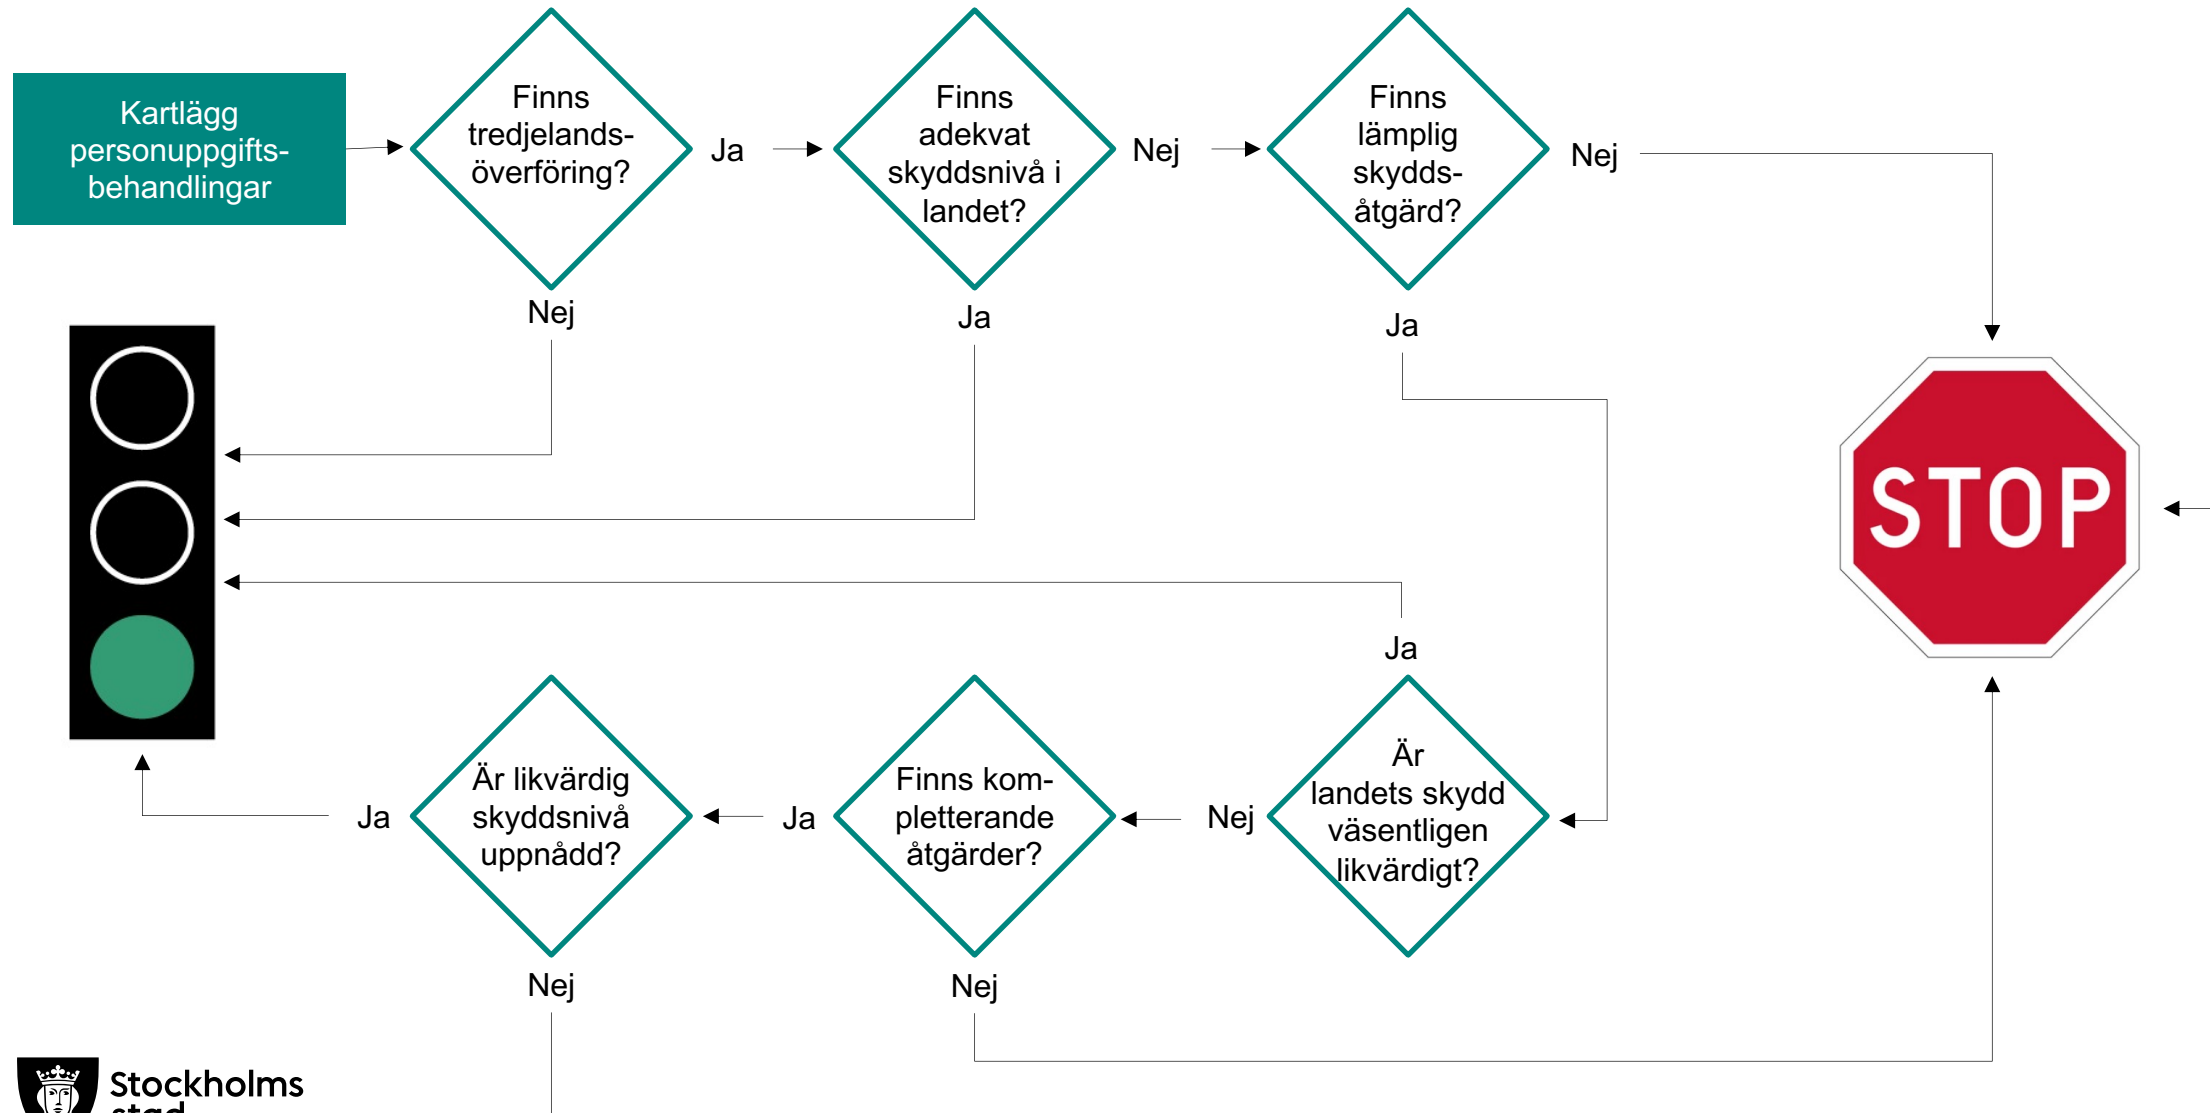 Kartlägg
personuppgifts-
behandlingar
Finns
tredjelands-
överföring?
Ja
Finns
adekvat
skyddsnivå i
landet?
Nej
Finns
lämplig
skydds-
åtgärd?
Nej
Nej
Ja
Ja
STOP
Ja
Ja
Är likvärdig
skyddsnivå
uppnådd?
Ja
Finns kom-
pletterande
åtgärder?
Nej
Är
landets skydd
väsentligen
likvärdigt?
Nej
Nej
Stockholms
stad